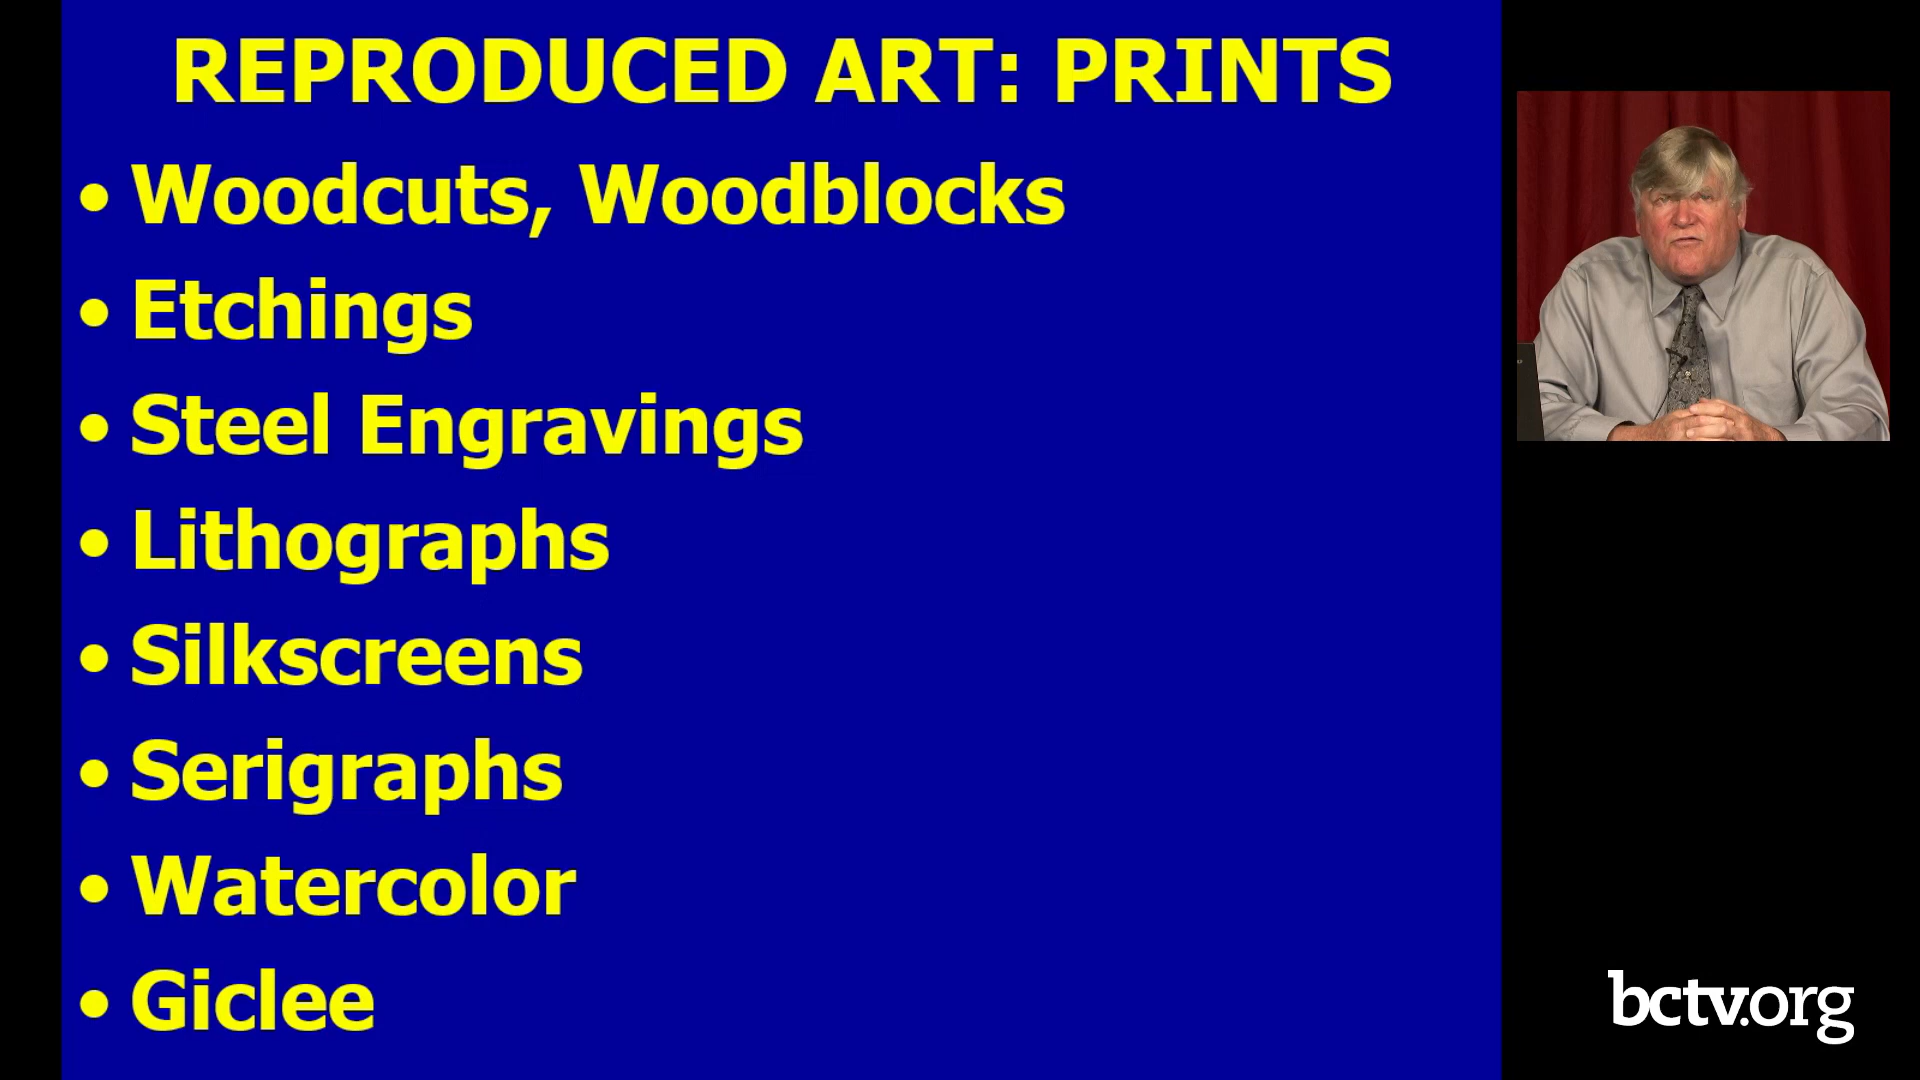 REPRODUCED ART: PRINTS
• Woodcuts, Woodblocks
• Etchings
• Steel Engravings
• Lithographs
• Silkscreens
• Serigraphs
• Watercolor
• Giclee
bctv.org